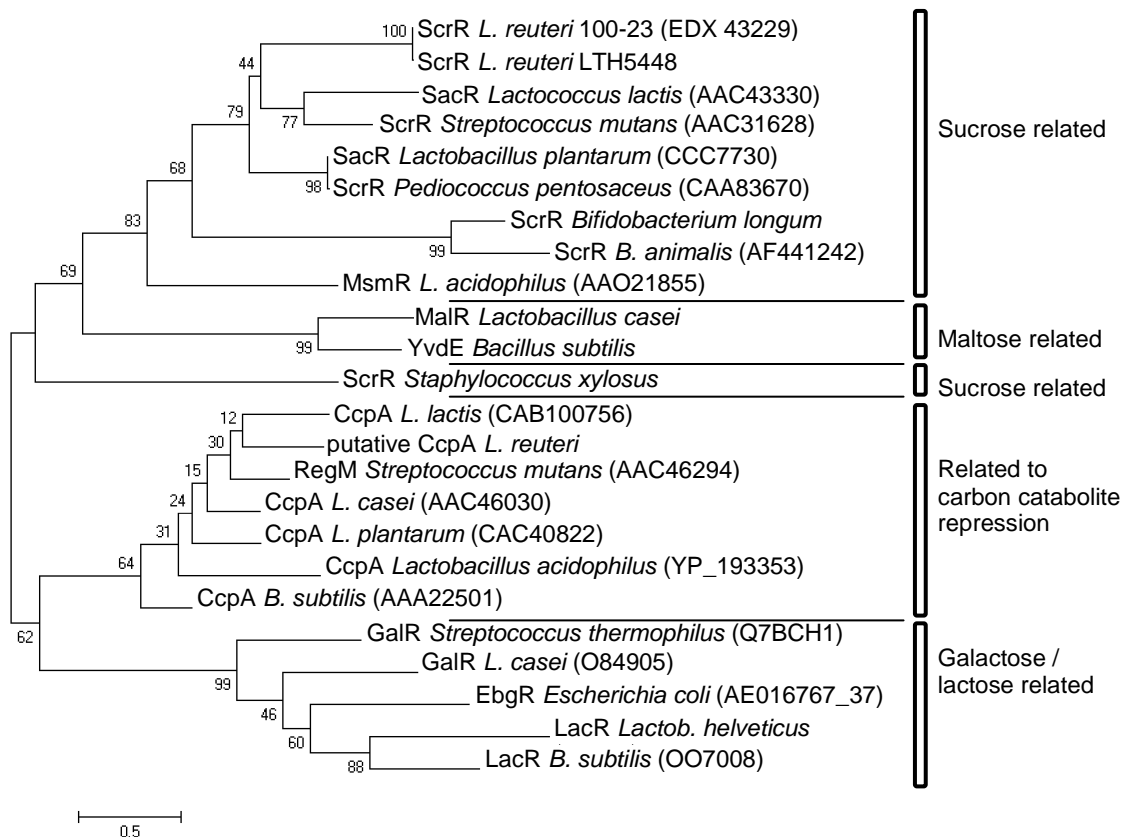 100 ScrR L. reuteri 100-23 (EDX 43229)
ScrR L. reuteri LTH5448
44
SacR Lactococcus lactis (AAC43330)
79
77
ScrR Streptococcus mutans (AAC31628)
Sucrose related
SacR Lactobacillus plantarum (CCC7730)
68
98 ScrR Pediococcus pentosaceus (CAA83670)
83
ScrR Bifidobacterium longum
99
ScrR B. animalis (AF441242)
69
MsmR L. acidophilus (AAO21855)
MalR Lactobacillus casei
Maltose related
99
YvdE Bacillus subtilis
ScrR Staphylococcus xylosus
Sucrose related
12
CcpA L. lactis (CAB100756)
30
putative CcpA L. reuteri
15
RegM Streptococcus mutans (AAC46294)
Related to
carbon catabolite
repression
24
CcpA L. casei (AAC46030)
31
CcpA L. plantarum (CAC40822)
64
CcpA Lactobacillus acidophilus (YP_193353)
CcpA B. subtilis (AAA22501)
62
GalR Streptococcus thermophilus (Q7BCH1)
Galactose /
lactose related
99
GalR L. casei (O84905)
46
EbgR Escherichia coli (AE016767_37)
60
LacR Lactob. helveticus
88
LacR B. subtilis (OO7008)
0.5